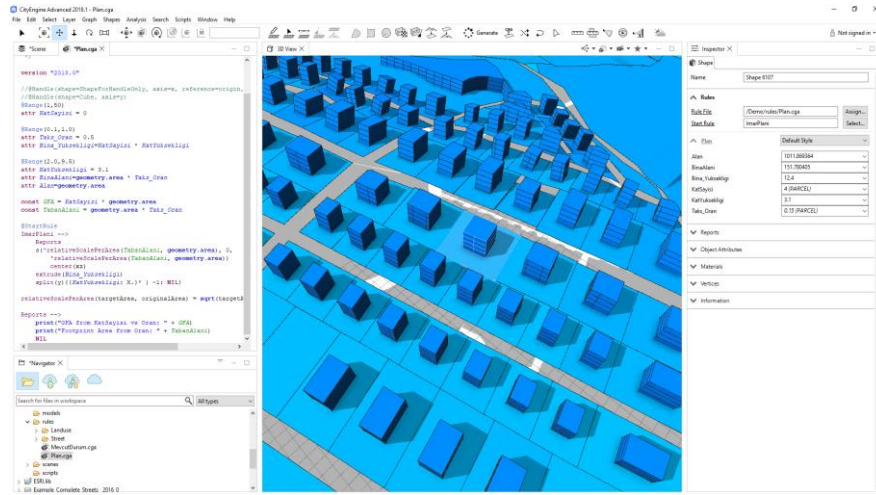 CityEngine Advanced 2018.1 - Plan.cga
File Edit Select Layer Graph Shapes Analysis Search Scripts Window Help
Generate
Not signed in
*Scene
*Plan.cga
version "2018.0"
//@Handle(shape=ShapeForHandleOnly, axis=x, reference=origin,
//@Handle(shape=Cube, axis=y)
@Range(1,50)
attr KatSayisi = 0
@Range(0.1,1.0)
attr Taks_Oran = 0.5
attr Bina_Yuksekligi=KatSayisi * KatYuksekligi
@Range(2.0,9.5)
attr KatYuksekligi = 3.1
attr BinaAlani=geometry.area * Taks_Oran
attr Alan=geometry.area
const GFA = KatSayisi * geometry.area
const TabanAlani = geometry.area * Taks_Oran
@StartRule
ImarPlani -->
Reports
s('relativeScalePerArea(TabanAlani, geometry.area), 0,
'relativeScalePerArea(TabanAlani, geometry.area))
center(xz)
extrude(Bina_Yuksekligi)
split(y){{KatYuksekligi: X.}* | ~1: NIL}
relativeScalePerArea(targetArea, originalArea) = sqrt(targetA
Reports -->
print("GFA from KatSayisi vs Oran: " + GFA)
print("Footprint Area from Oran: " + TabanAlani)
NIL
*Navigator
Search for files in workspace
All types
models
rules
Landuse
Street
MevcutDurum.cga
Plan.cga
scenes
scripts
ESRI.lib
Example Complete Streets 2016 0
3D View
Inspector
Shape
Name Shape 6107
Rules
Rule File /Demo/rules/Plan.cga Assign...
Start Rule ImarPlani Select...
Plan Default Style
Alan 1011.869364
BinaAlani 151.780405
Bina_Yuksekligi 12.4
KatSayisi 4 (PARCEL)
KatYuksekligi 3.1
Taks_Oran 0.15 (PARCEL)
Reports
Object Attributes
Materials
Vertices
Information